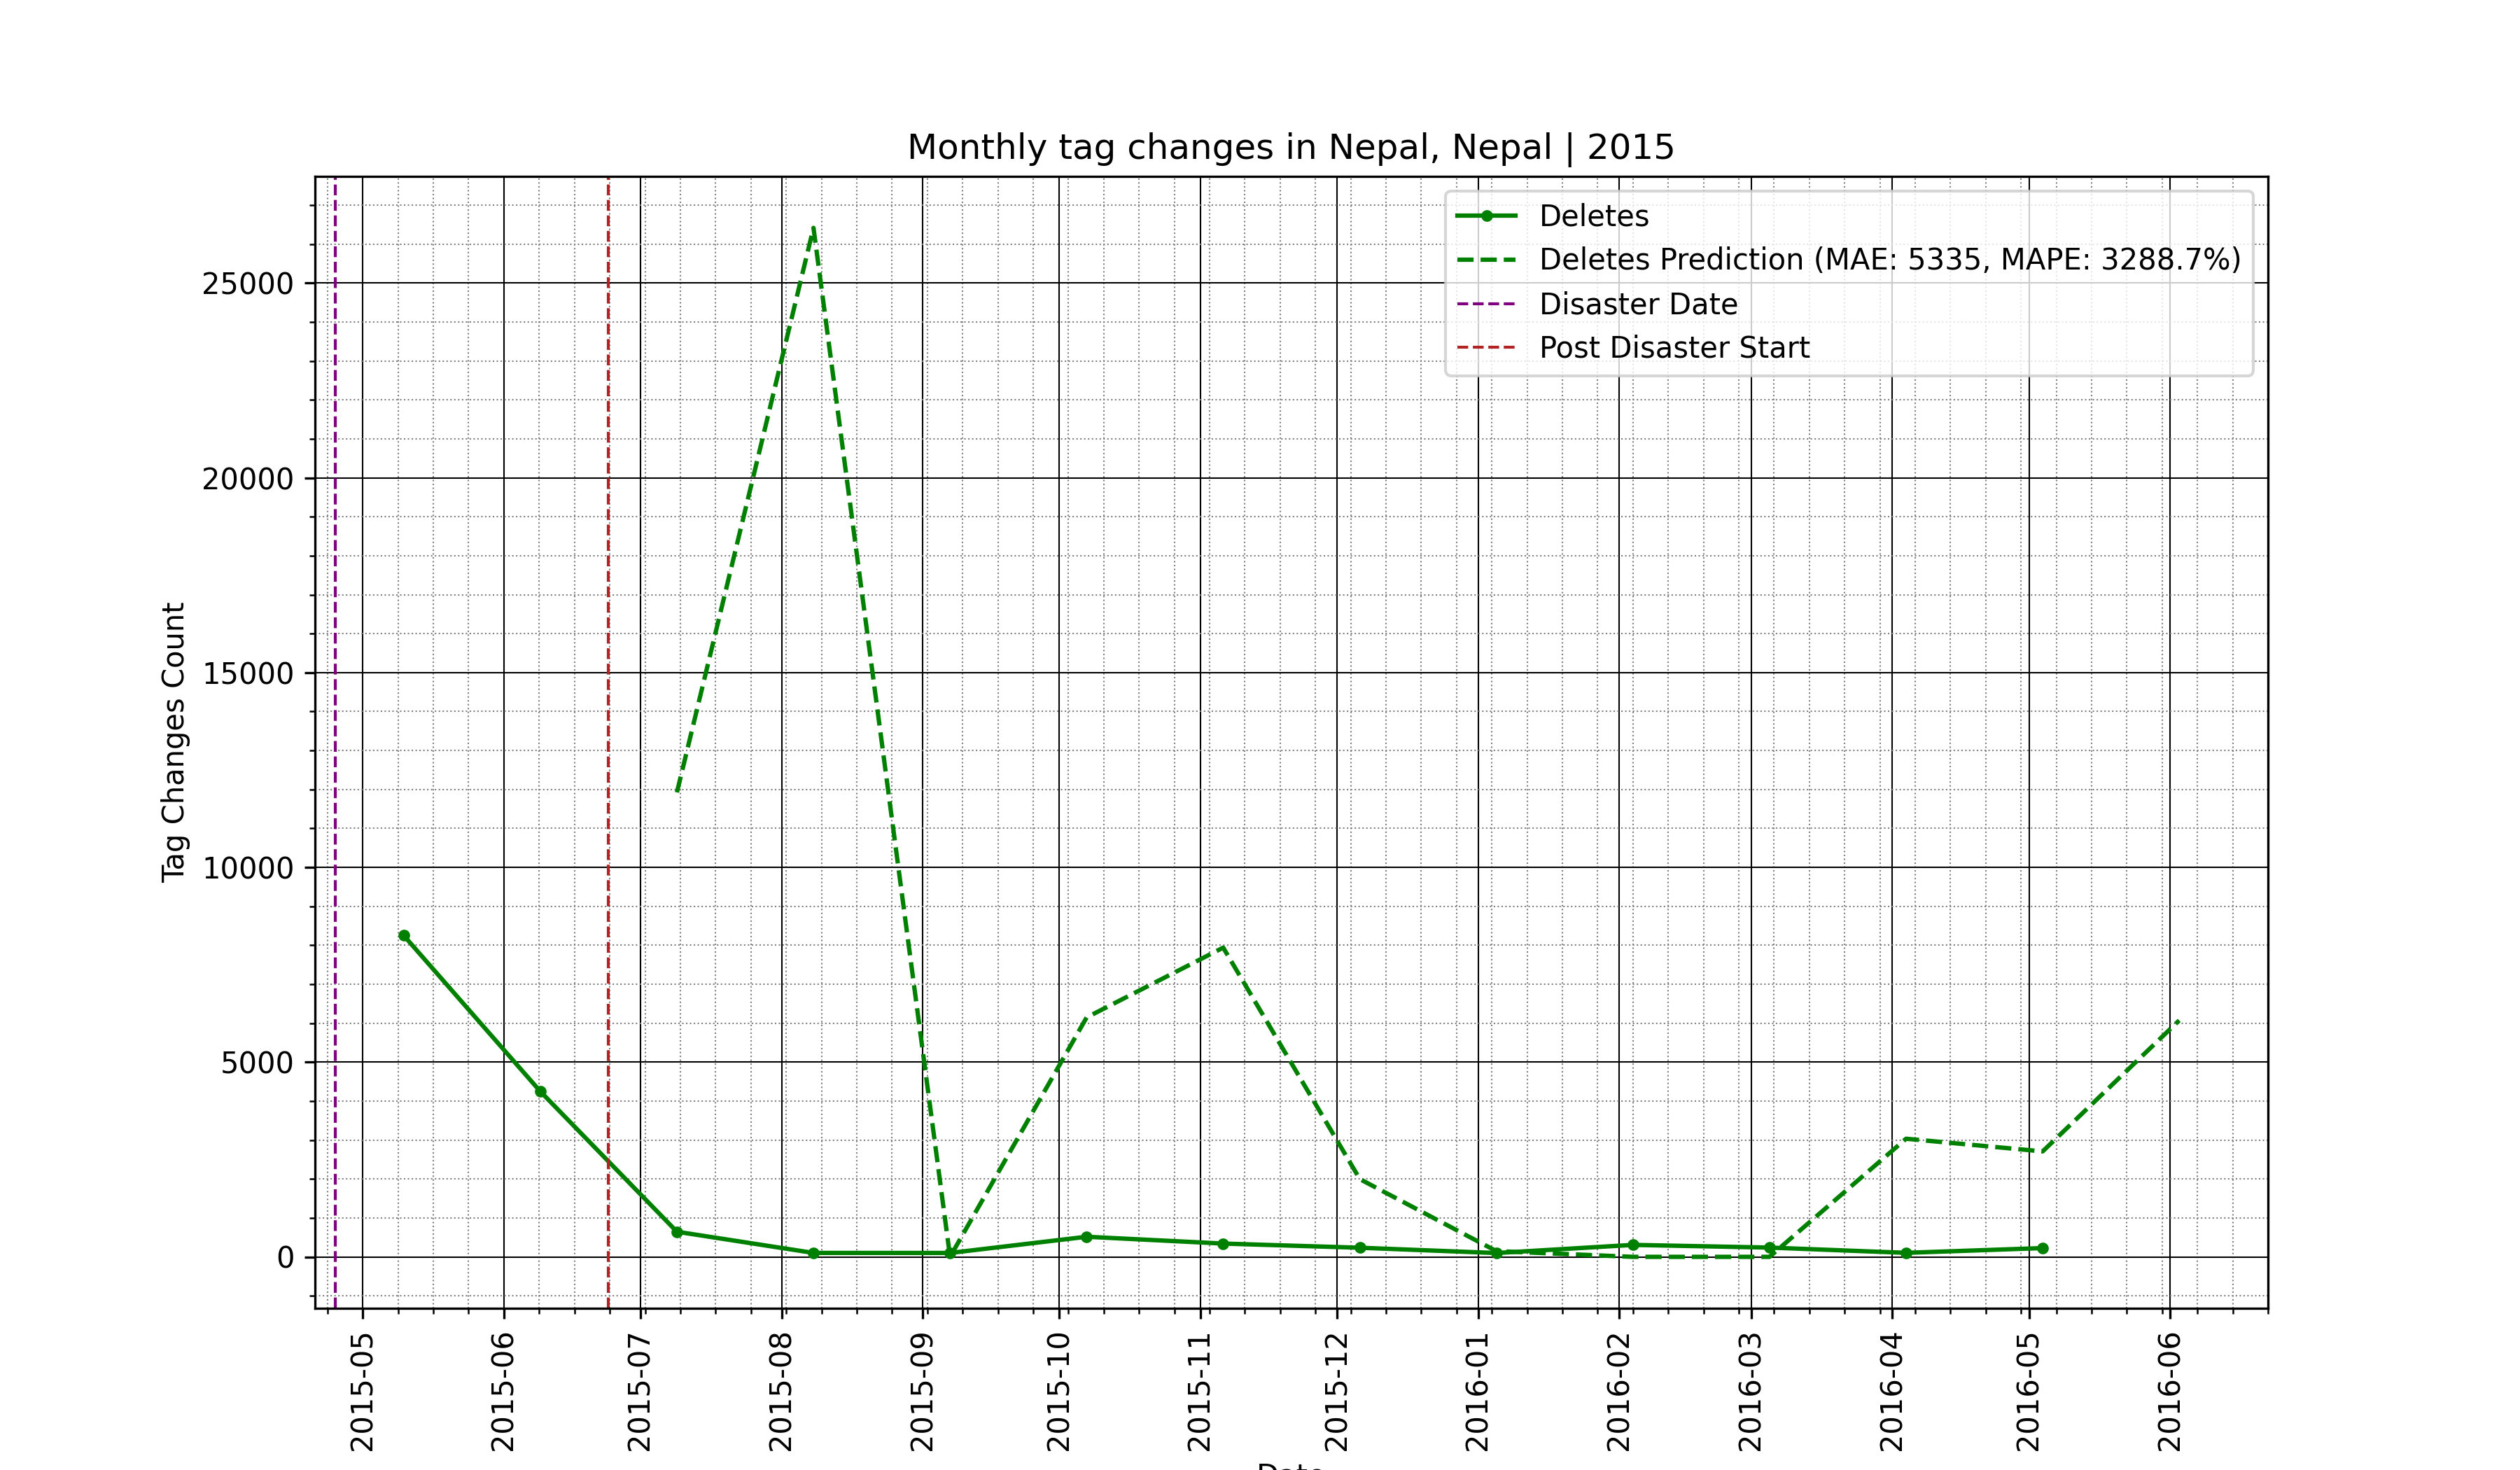 Monthly tag changes in Nepal, Nepal | 2015
Deletes
Deletes Prediction (MAE: 5335, MAPE: 3288.7%)
Disaster Date
Post Disaster Start
Tag Changes Count
25000
20000
15000
10000
5000
0
2015-05
2015-06
2015-07
2015-08
2015-09
2015-10
2015-11
2015-12
2016-01
2016-02
2016-03
2016-04
2016-05
2016-06
Date